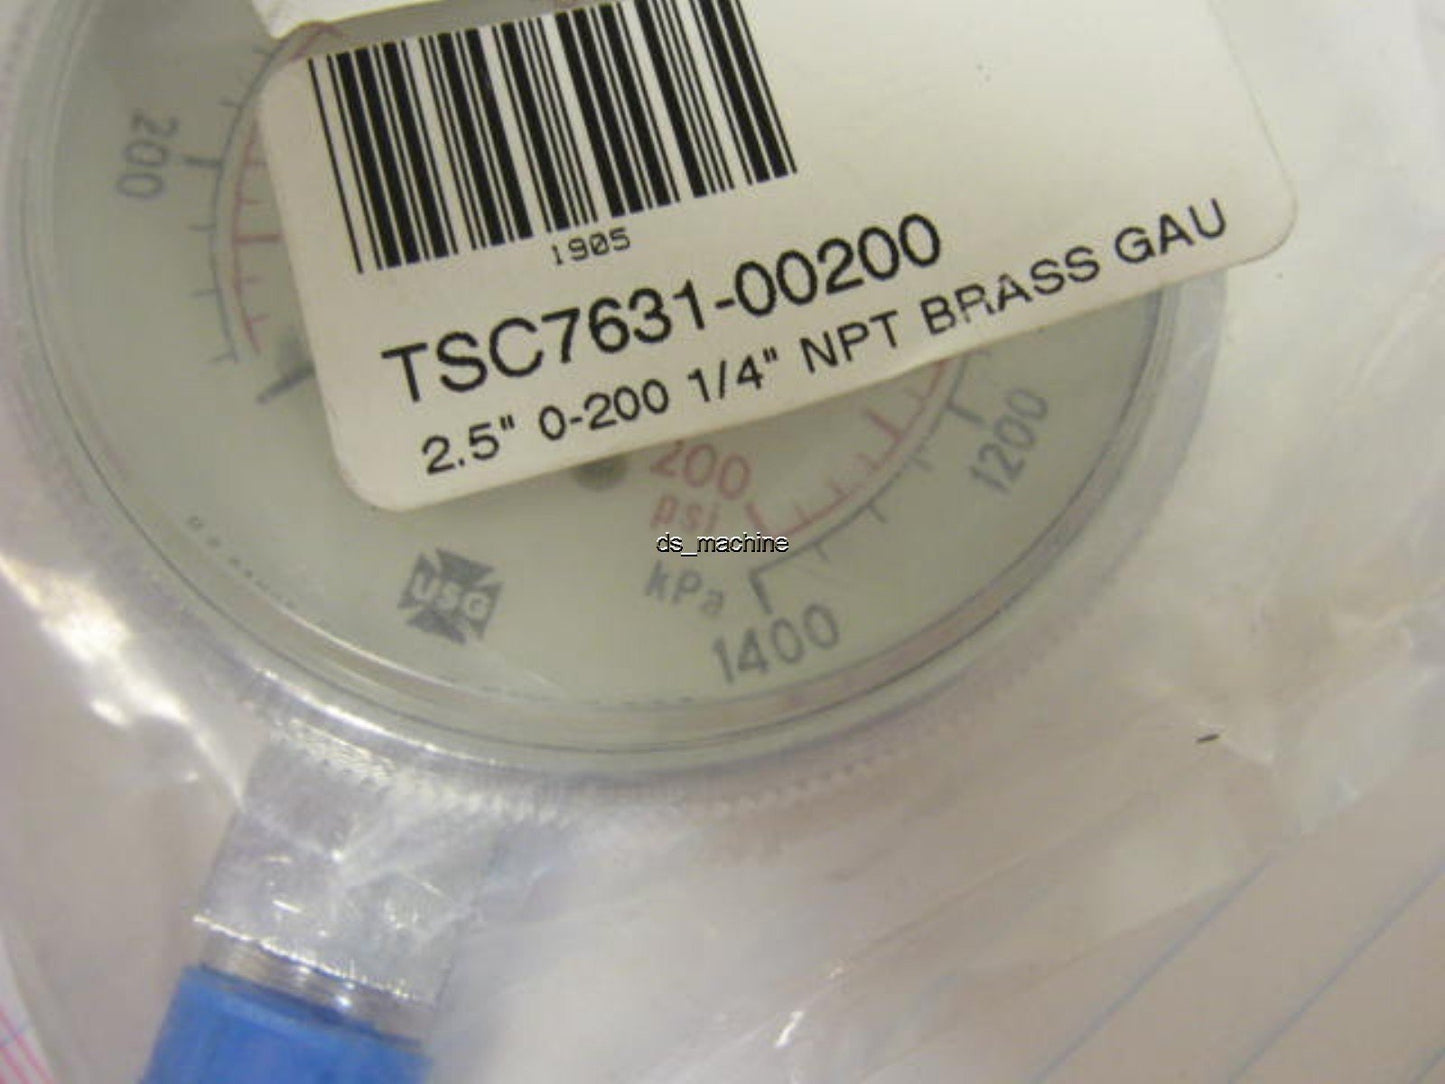 1905
TSC7631-00200
2.5" 0-200 1/4" NPT BRASS GAU
200
1200
200
psi
ds_machine
kPa
1400
USG